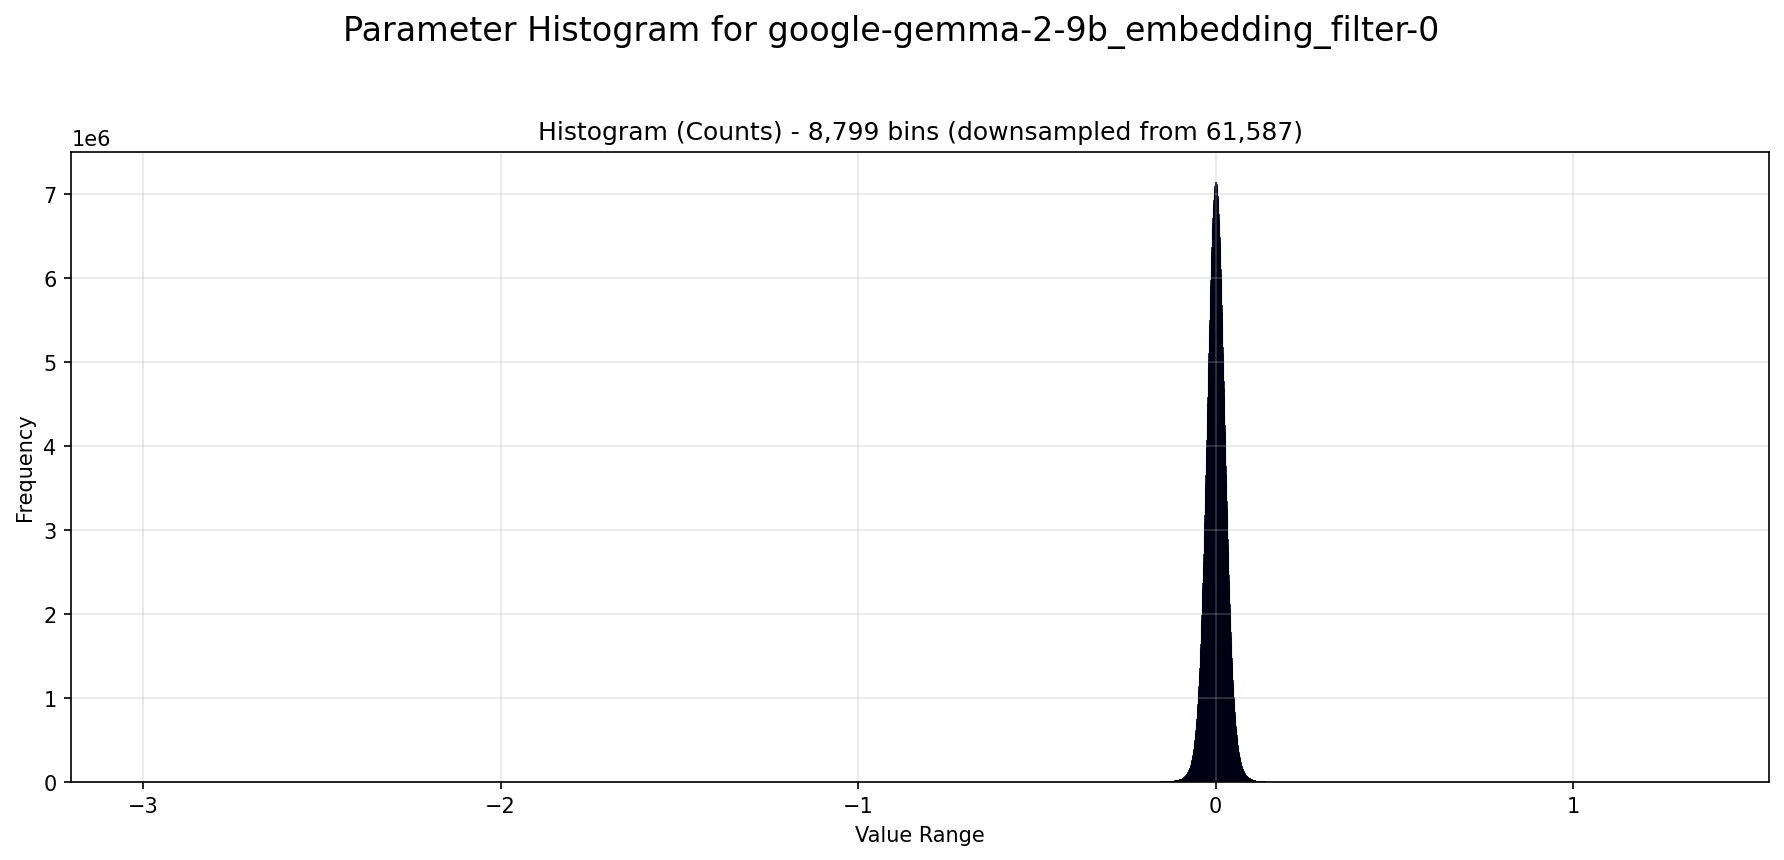 Parameter Histogram for google-gemma-2-9b_embedding_filter-0
Histogram (Counts) - 8,799 bins (downsampled from 61,587)
1e6
7
6
5
4
3
2
1
0
Frequency
−3 −2 −1 0 1
Value Range